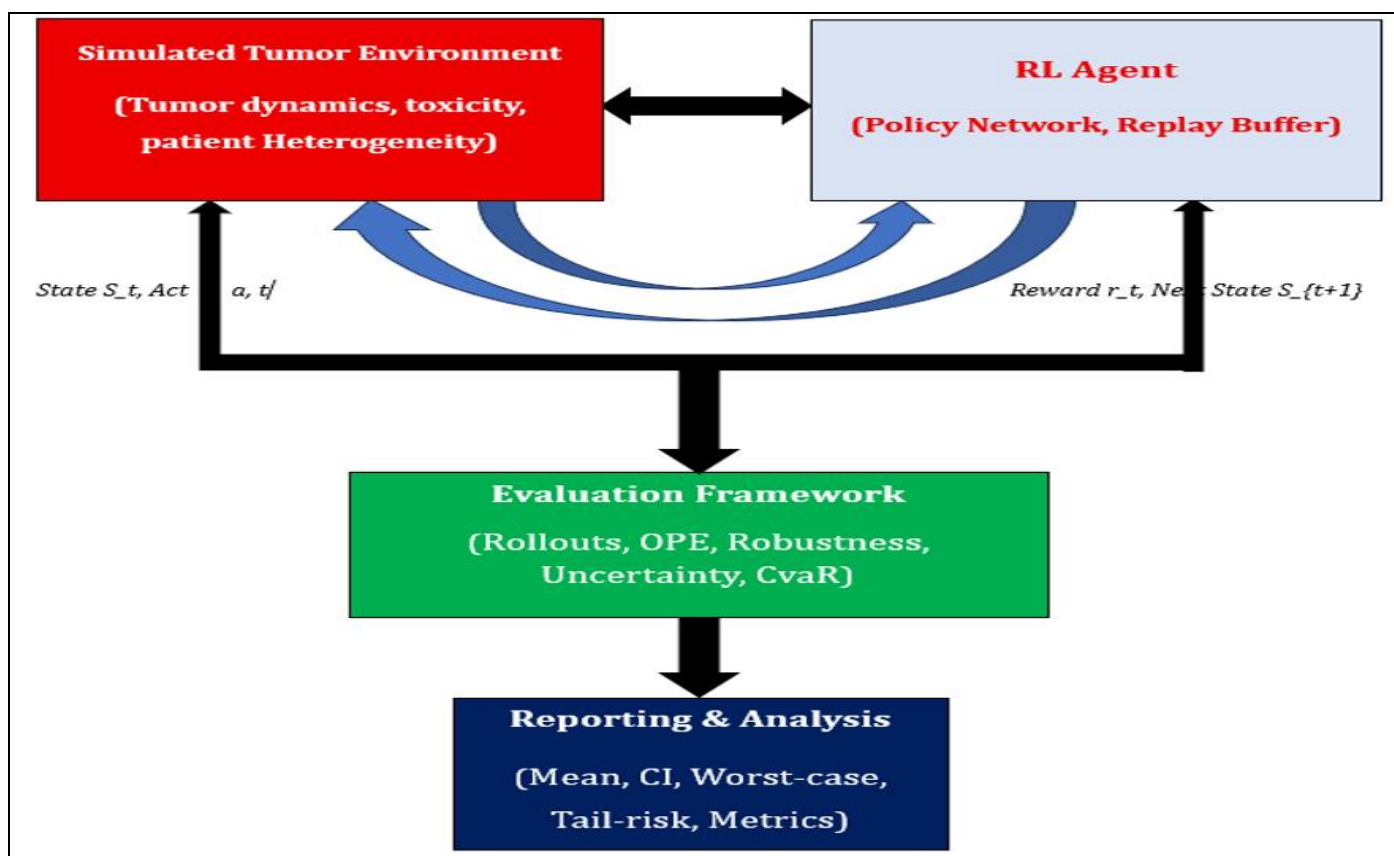 Simulated Tumor Environment
(Tumor dynamics, toxicity,
patient Heterogeneity)
RL Agent
(Policy Network, Replay Buffer)
State S_t, Act a, t
Reward r_t, State S_{t+1}
Evaluation Framework
(Rollouts, OPE, Robustness,
Uncertainty, CvaR)
Reporting & Analysis
(Mean, CI, Worst-case,
Tail-risk, Metrics)